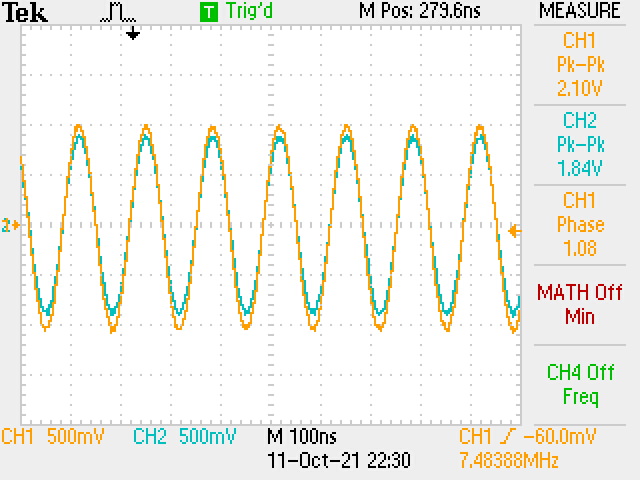 Tek T Trig'd M Pos: 279.6ns MEASURE
CH1
Pk-Pk
2.10V
CH2
Pk-Pk
1.84V
CH1
Phase
1.08
MATH Off
Min
CH4 Off
Freq
2
CH1 500mV CH2 500mV M 100ns CH1 -60.0mV
11-Oct-21 22:30 7.48388MHz